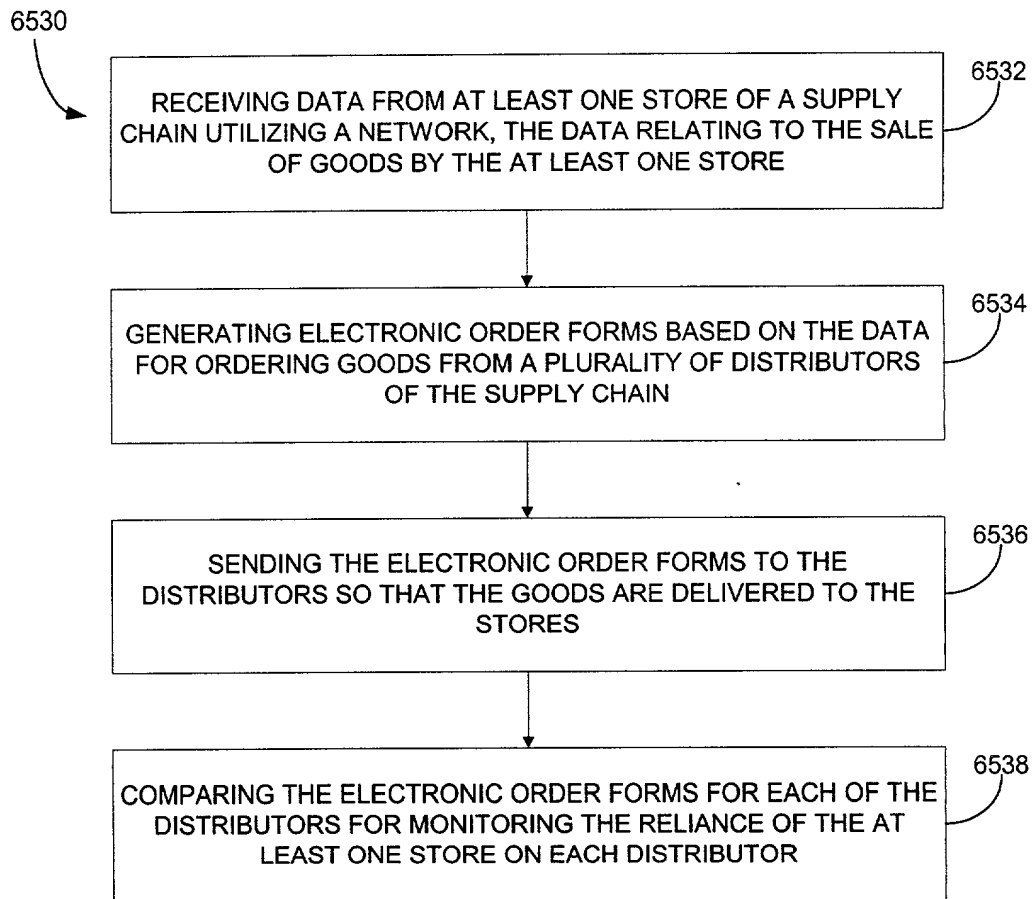 6530
6532
RECEIVING DATA FROM AT LEAST ONE STORE OF A SUPPLY
CHAIN UTILIZING A NETWORK, THE DATA RELATING TO THE SALE
OF GOODS BY THE AT LEAST ONE STORE
6534
GENERATING ELECTRONIC ORDER FORMS BASED ON THE DATA
FOR ORDERING GOODS FROM A PLURALITY OF DISTRIBUTORS
OF THE SUPPLY CHAIN
6536
SENDING THE ELECTRONIC ORDER FORMS TO THE
DISTRIBUTORS SO THAT THE GOODS ARE DELIVERED TO THE
STORES
6538
COMPARING THE ELECTRONIC ORDER FORMS FOR EACH OF THE
DISTRIBUTORS FOR MONITORING THE RELIANCE OF THE AT
LEAST ONE STORE ON EACH DISTRIBUTOR